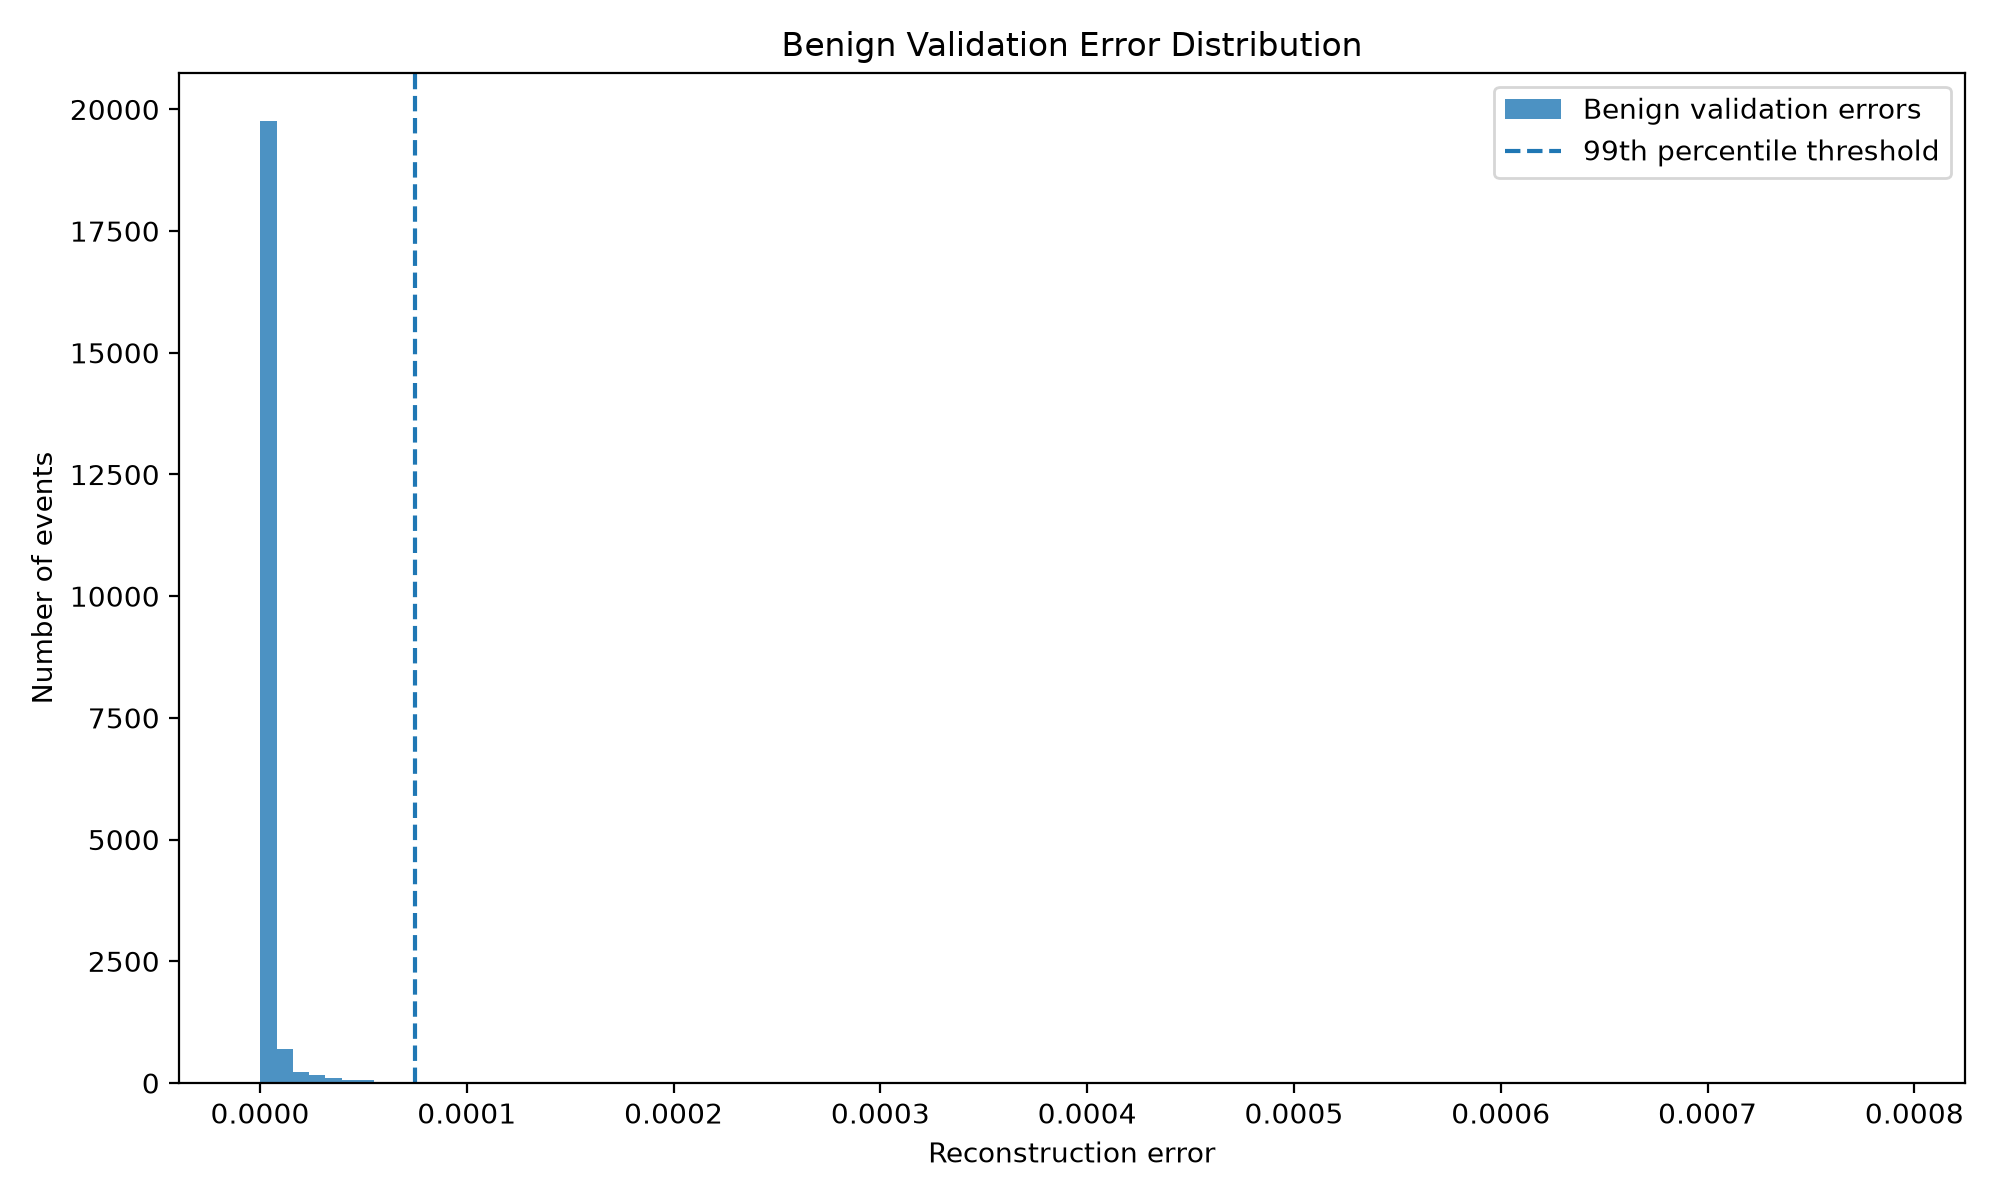 Benign Validation Error Distribution
Benign validation errors
99th percentile threshold
20000
17500
15000
12500
10000
7500
5000
2500
0
Number of events
0.0000 0.0001 0.0002 0.0003 0.0004 0.0005 0.0006 0.0007 0.0008
Reconstruction error